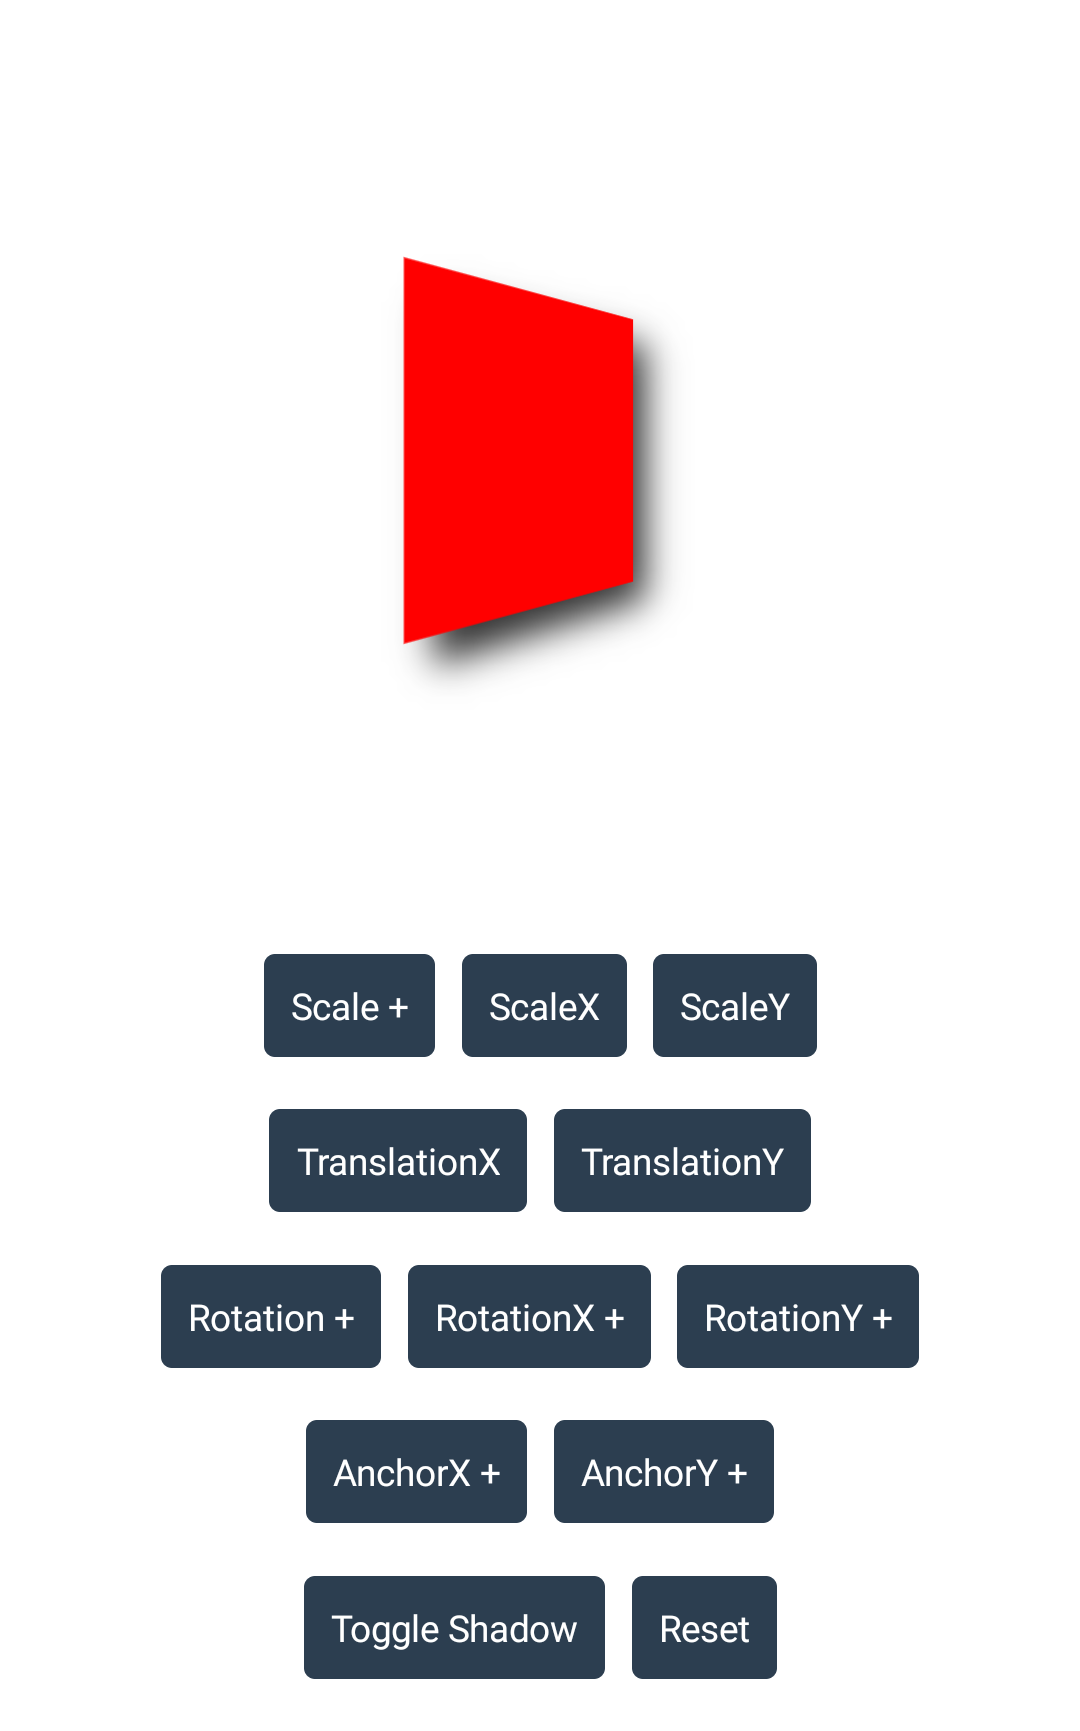 Scale + ScaleX ScaleY
TranslationX TranslationY
Rotation + RotationX + RotationY +
AnchorX + AnchorY +
Toggle Shadow Reset